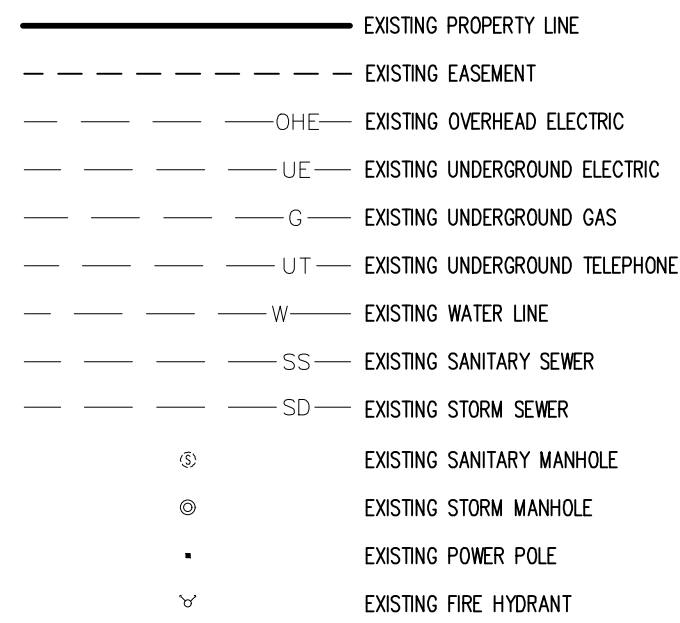 EXISTING PROPERTY LINE
EXISTING EASEMENT
OHE EXISTING OVERHEAD ELECTRIC
UE EXISTING UNDERGROUND ELECTRIC
G EXISTING UNDERGROUND GAS
UT EXISTING UNDERGROUND TELEPHONE
W EXISTING WATER LINE
SS EXISTING SANITARY SEWER
SD EXISTING STORM SEWER
S EXISTING SANITARY MANHOLE
EXISTING STORM MANHOLE
EXISTING POWER POLE
EXISTING FIRE HYDRANT